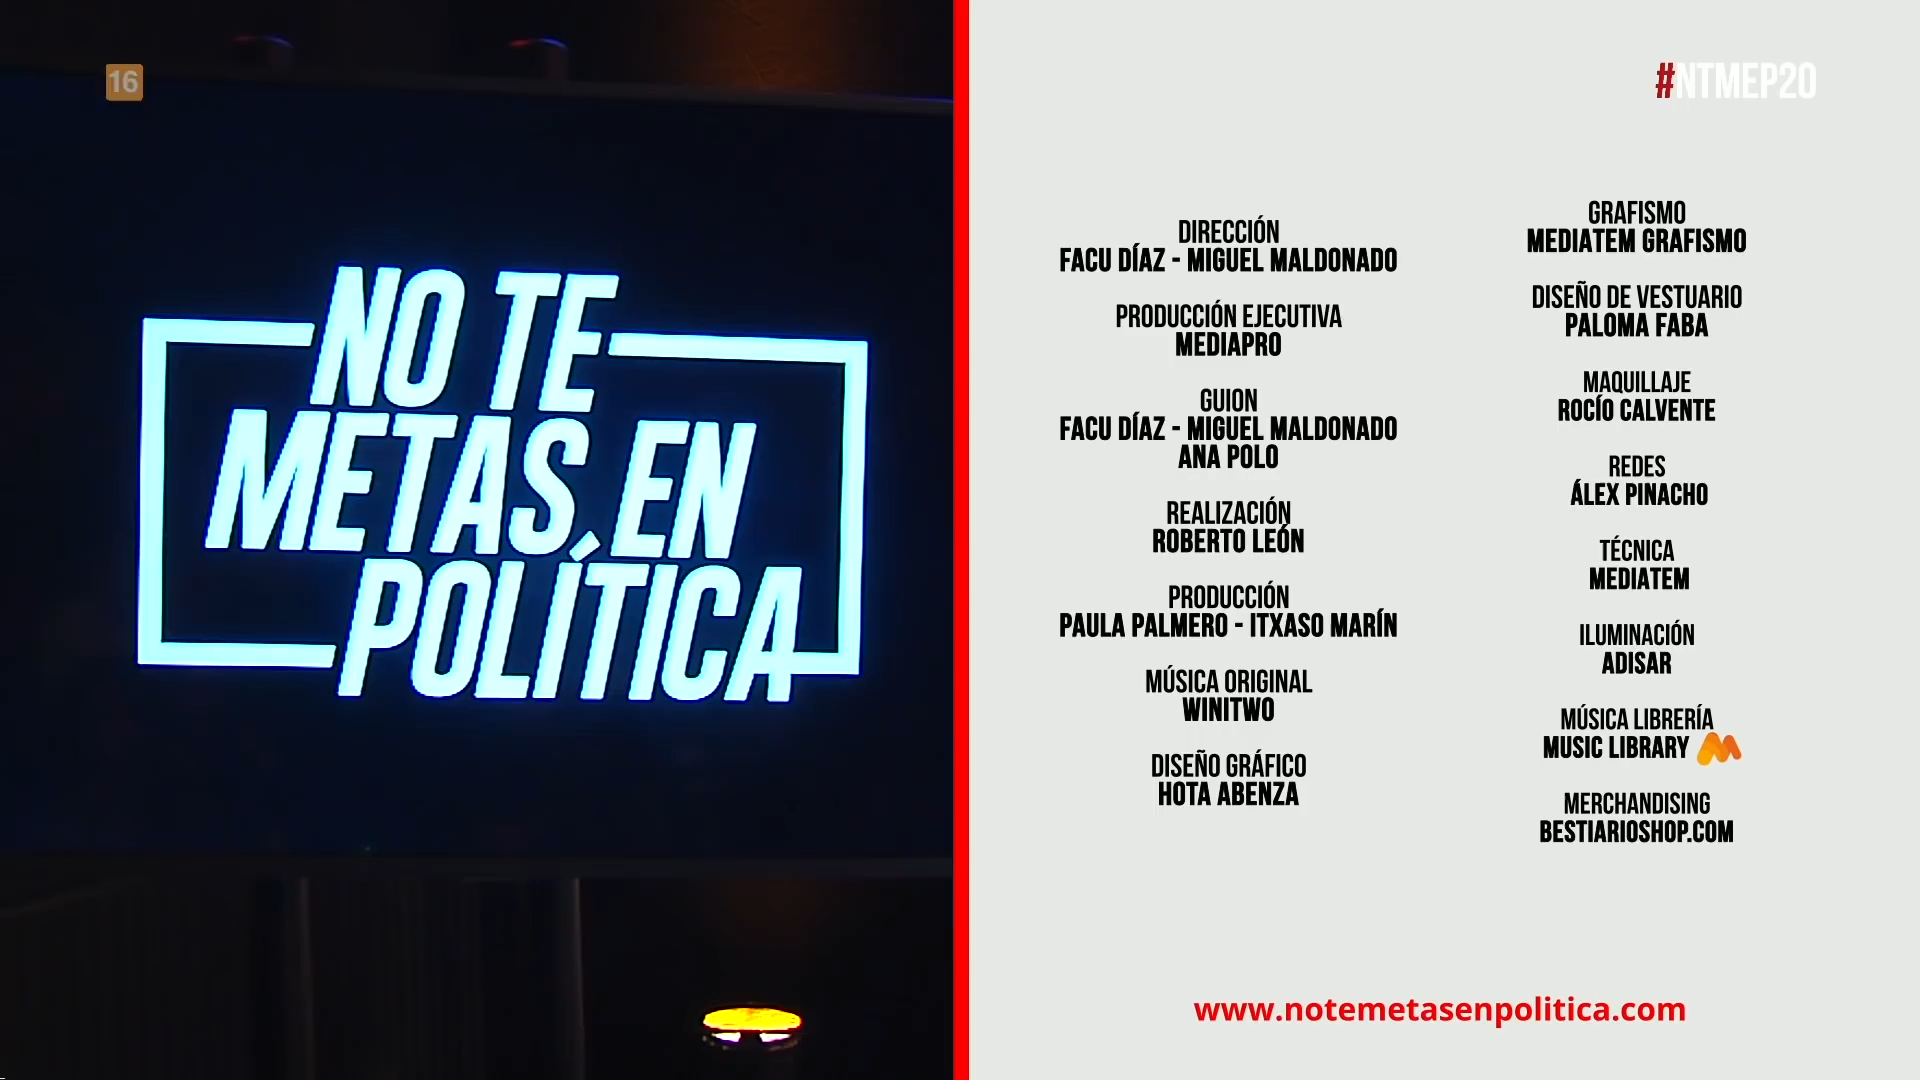 16
NO TE
METAS EN
POLÍTICA
#NTMEP20
DIRECCIÓN
FACU DÍAZ - MIGUEL MALDONADO
PRODUCCIÓN EJECUTIVA
MEDIAPRO
GUION
FACU DÍAZ - MIGUEL MALDONADO
ANA POLO
REALIZACIÓN
ROBERTO LEÓN
PRODUCCIÓN
PAULA PALMERO - ITXASO MARÍN
MÚSICA ORIGINAL
WINITWO
DISEÑO GRÁFICO
HOTA ABENZA
GRAFISMO
MEDIATEM GRAFISMO
DISEÑO DE VESTUARIO
PALOMA FABA
MAQUILLAJE
ROCÍO CALVENTE
REDES
ÁLEX PINACHO
TÉCNICA
MEDIATEM
ILUMINACIÓN
ADISAR
MÚSICA LIBRERÍA
MUSIC LIBRARY
MERCHANDISING
BESTIARIOSHOP.COM
www.notemetasenpolitica.com